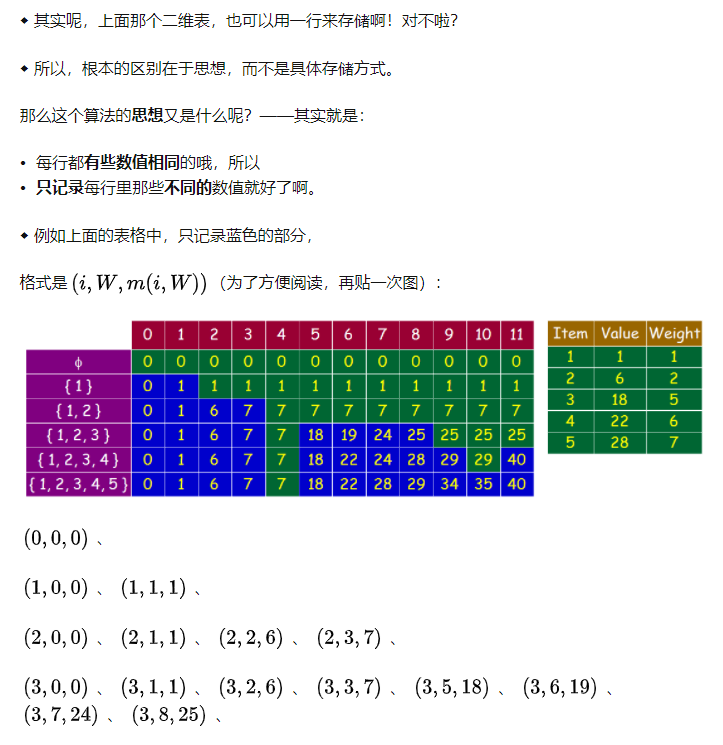 ◆ 其实呢，上面那个二维表，也可以用一行来存储啊！对不啦？
◆ 所以，根本的区别在于思想，而不是具体存储方式。
那么这个算法的思想又是什么呢？——其实就是：
• 每行都有些数值相同的哦，所以
• 只记录每行里那些不同的数值就好了啊。
◆ 例如上面的表格中，只记录蓝色的部分，
格式是 (i, W, m(i, W)) （为了方便阅读，再贴一次图）：
0 1 2 3 4 5 6 7 8 9 10 11
ϕ 0 0 0 0 0 0 0 0 0 0 0 0
{ 1 } 0 1 1 1 1 1 1 1 1 1 1 1
{ 1, 2 } 0 1 6 7 7 7 7 7 7 7 7 7
{ 1, 2, 3 } 0 1 6 7 7 18 19 24 25 25 25 25
{ 1, 2, 3, 4 } 0 1 6 7 7 18 22 24 28 29 29 40
{ 1, 2, 3, 4, 5 } 0 1 6 7 7 18 22 28 29 34 35 40
Item Value Weight
1 1 1
2 6 2
3 18 5
4 22 6
5 28 7
(0, 0, 0) 、
(1, 0, 0) 、 (1, 1, 1) 、
(2, 0, 0) 、 (2, 1, 1) 、 (2, 2, 6) 、 (2, 3, 7) 、
(3, 0, 0) 、 (3, 1, 1) 、 (3, 2, 6) 、 (3, 3, 7) 、 (3, 5, 18) 、 (3, 6, 19) 、
(3, 7, 24) 、 (3, 8, 25) 、